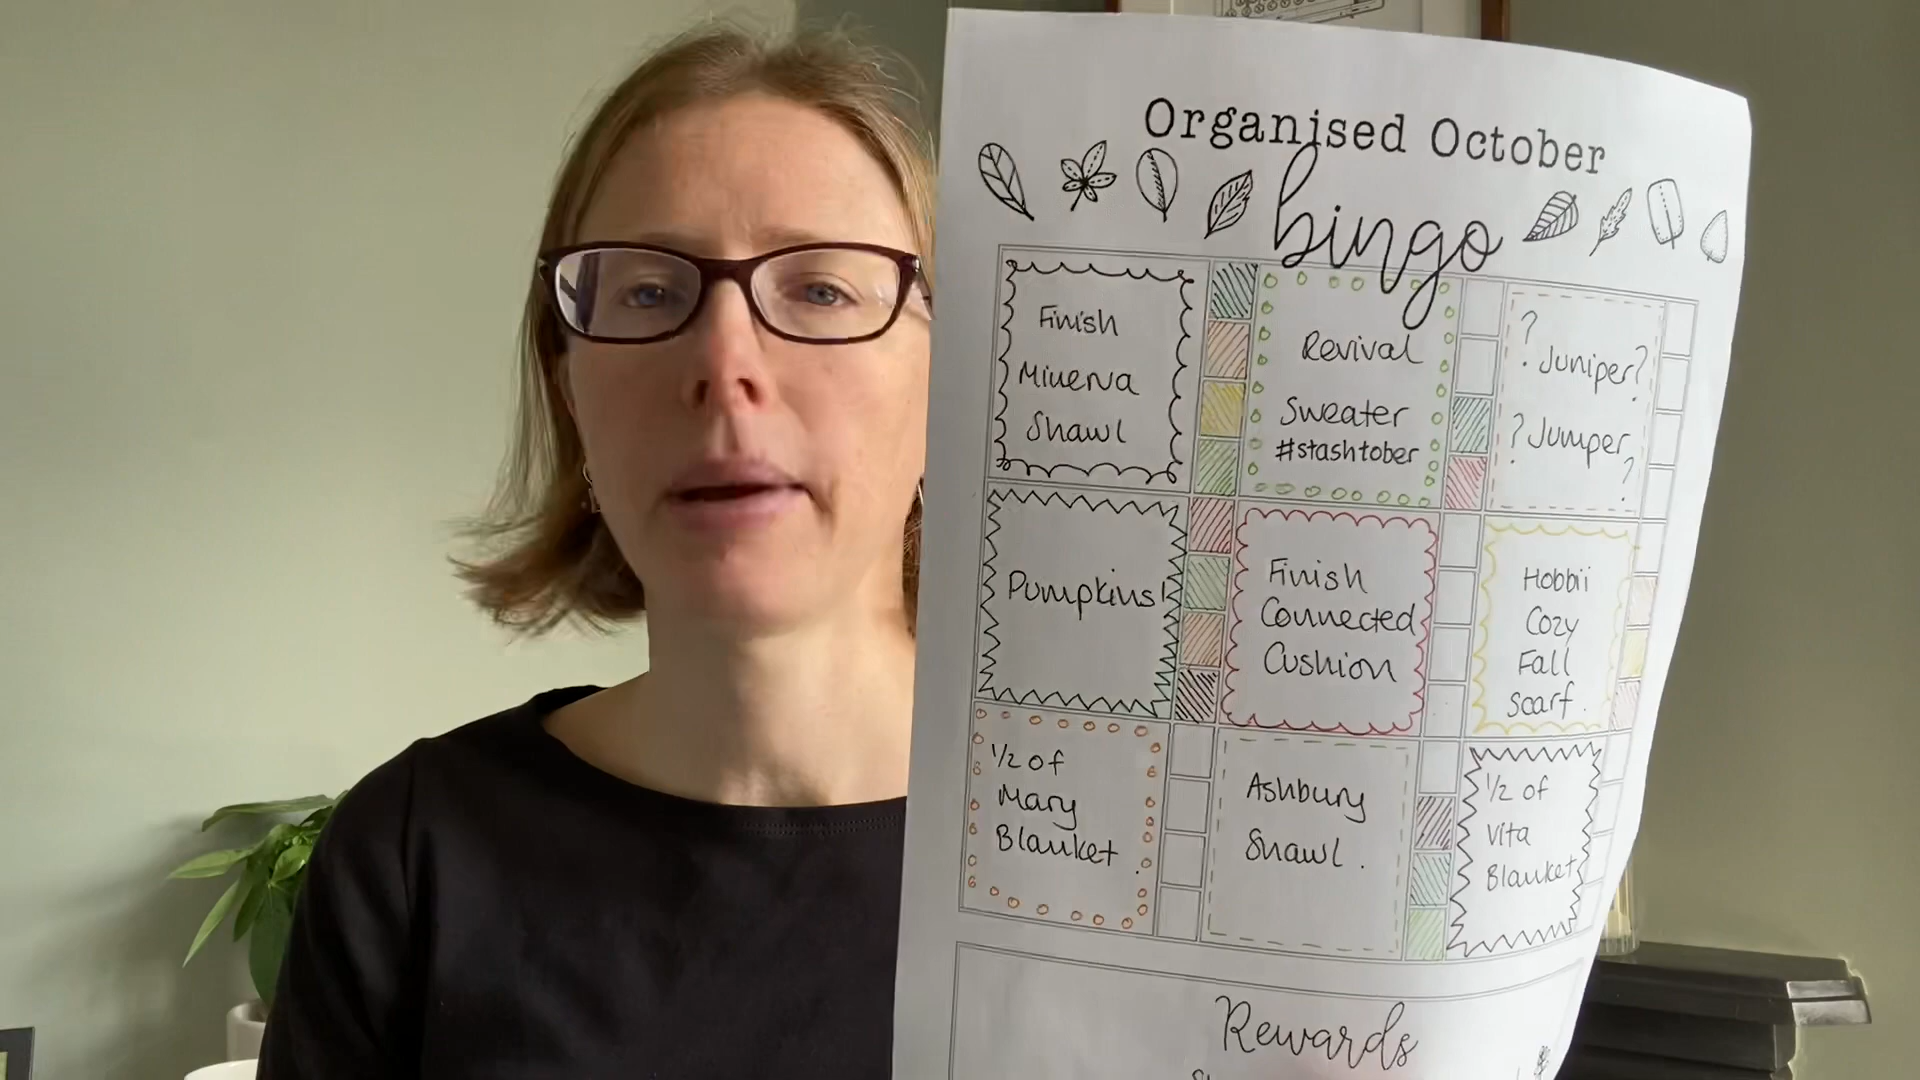 Organised October
bingo
Finish
Minerva
Shawl
Revival
Sweater
#stashtober
? Juniper?
? Jumper
?
Pumpkins!
Finish
Connected
Cushion
Hobbii
Cozy
Fall
Scarf.
1/2 of
Mary
Blanket.
Ashbury
Shawl.
1/2 of
Vita
Blanket
Rewards